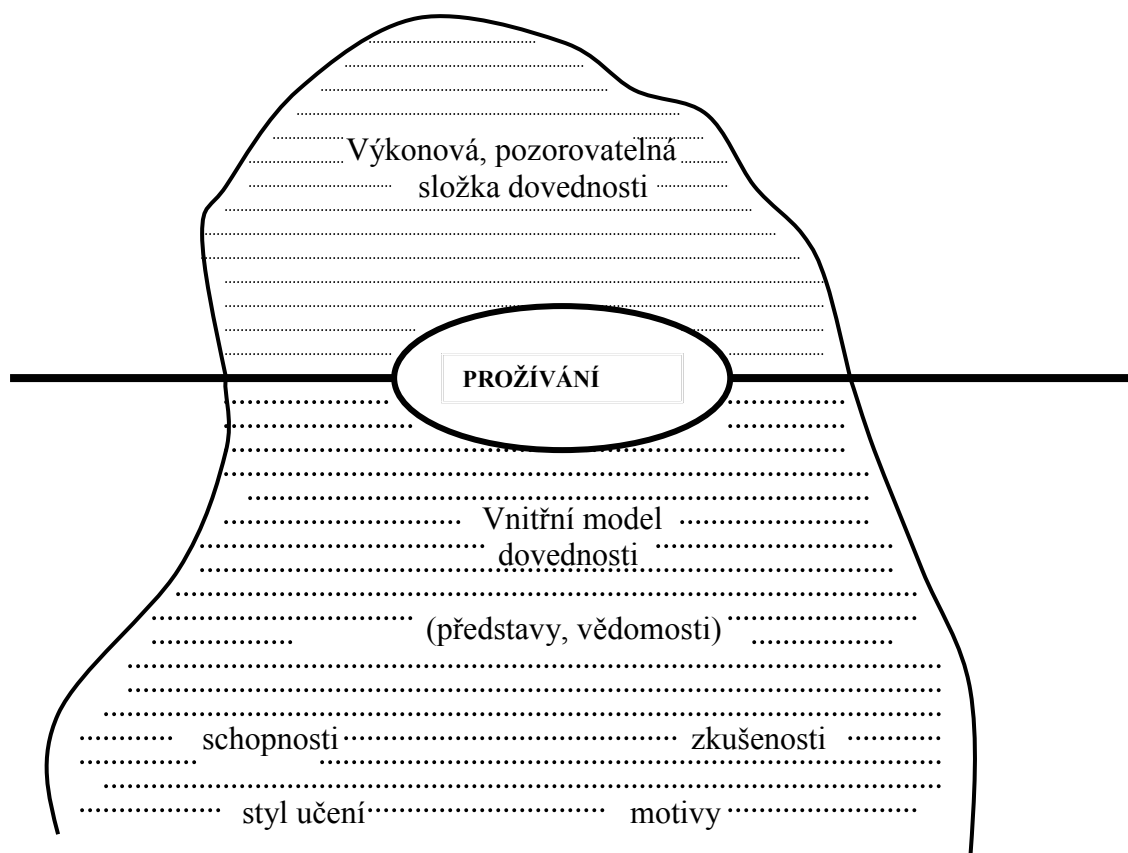 Výkonová, pozorovatelná
složka dovednosti
PROŽÍVÁNÍ
Vnitřní model
dovednosti
(představy, vědomosti)
schopnosti zkušenosti
styl učení motivy